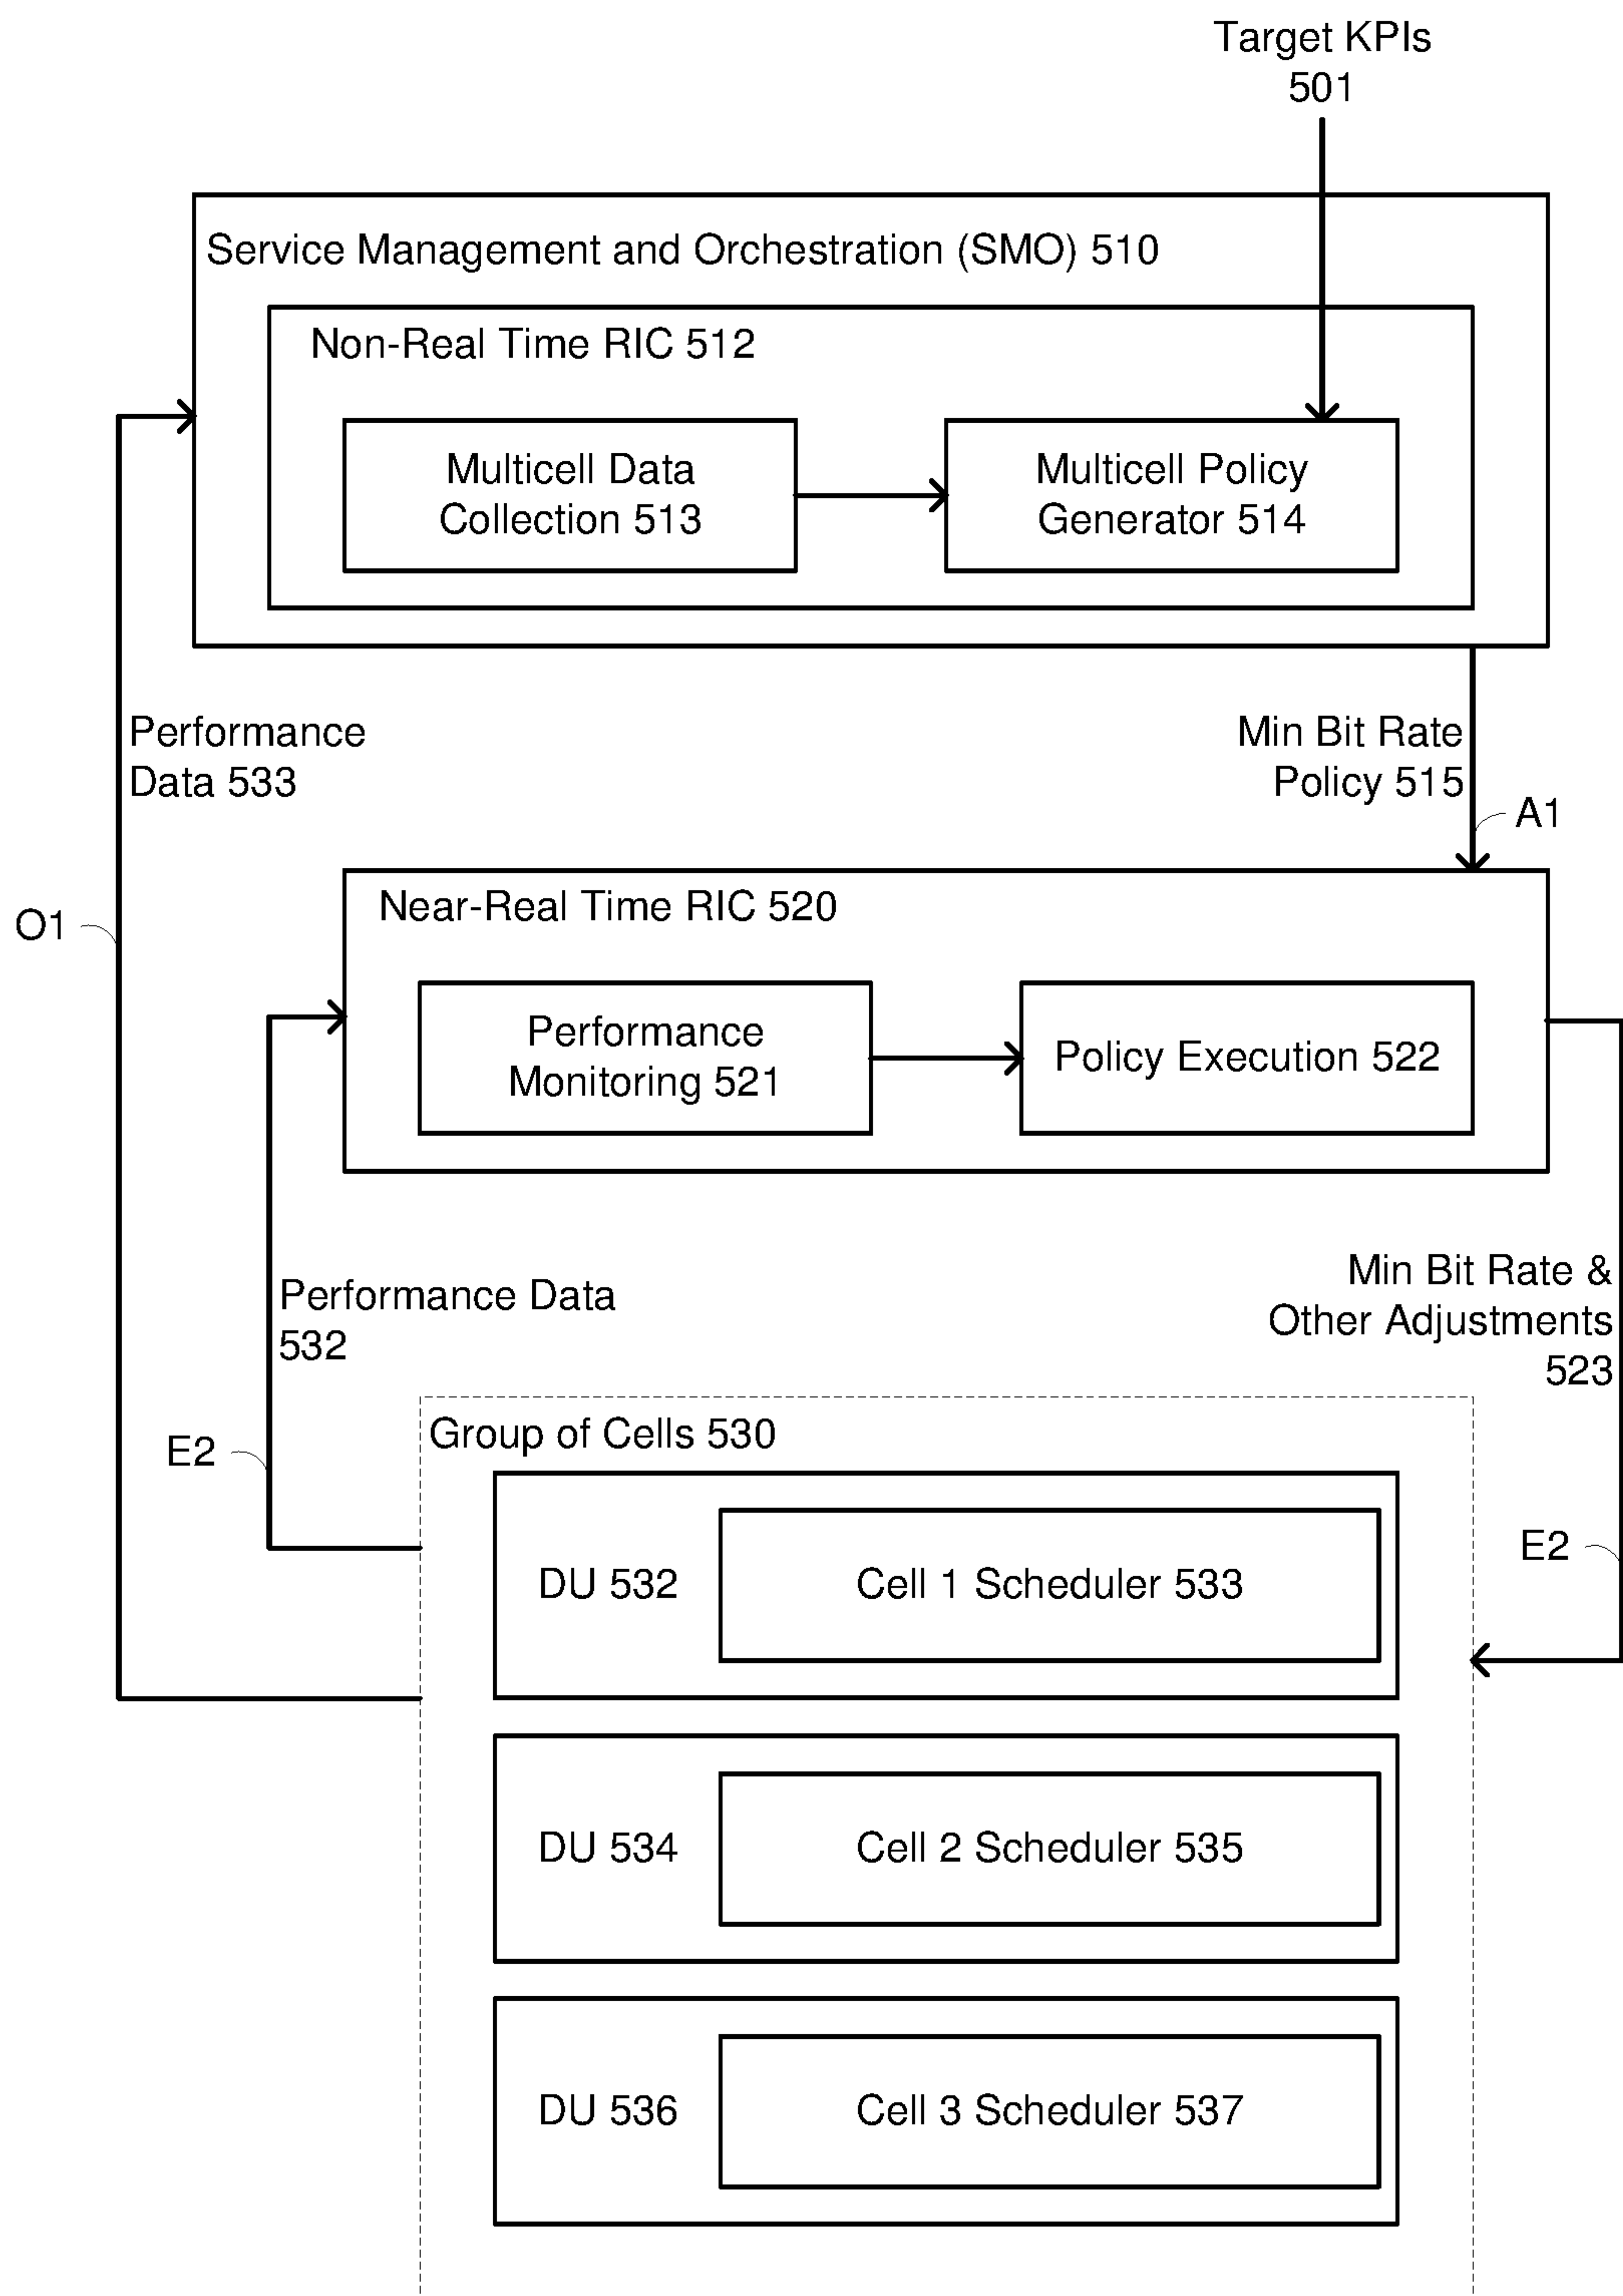 Target KPIs
501
Service Management and Orchestration (SMO) 510
Non-Real Time RIC 512
Multicell Data
Collection 513
Multicell Policy
Generator 514
Performance
Data 533
Min Bit Rate
Policy 515
A1
O1
Near-Real Time RIC 520
Performance
Monitoring 521
Policy Execution 522
Performance Data
532
Min Bit Rate &
Other Adjustments
523
E2
Group of Cells 530
E2
DU 532
Cell 1 Scheduler 533
DU 534
Cell 2 Scheduler 535
DU 536
Cell 3 Scheduler 537